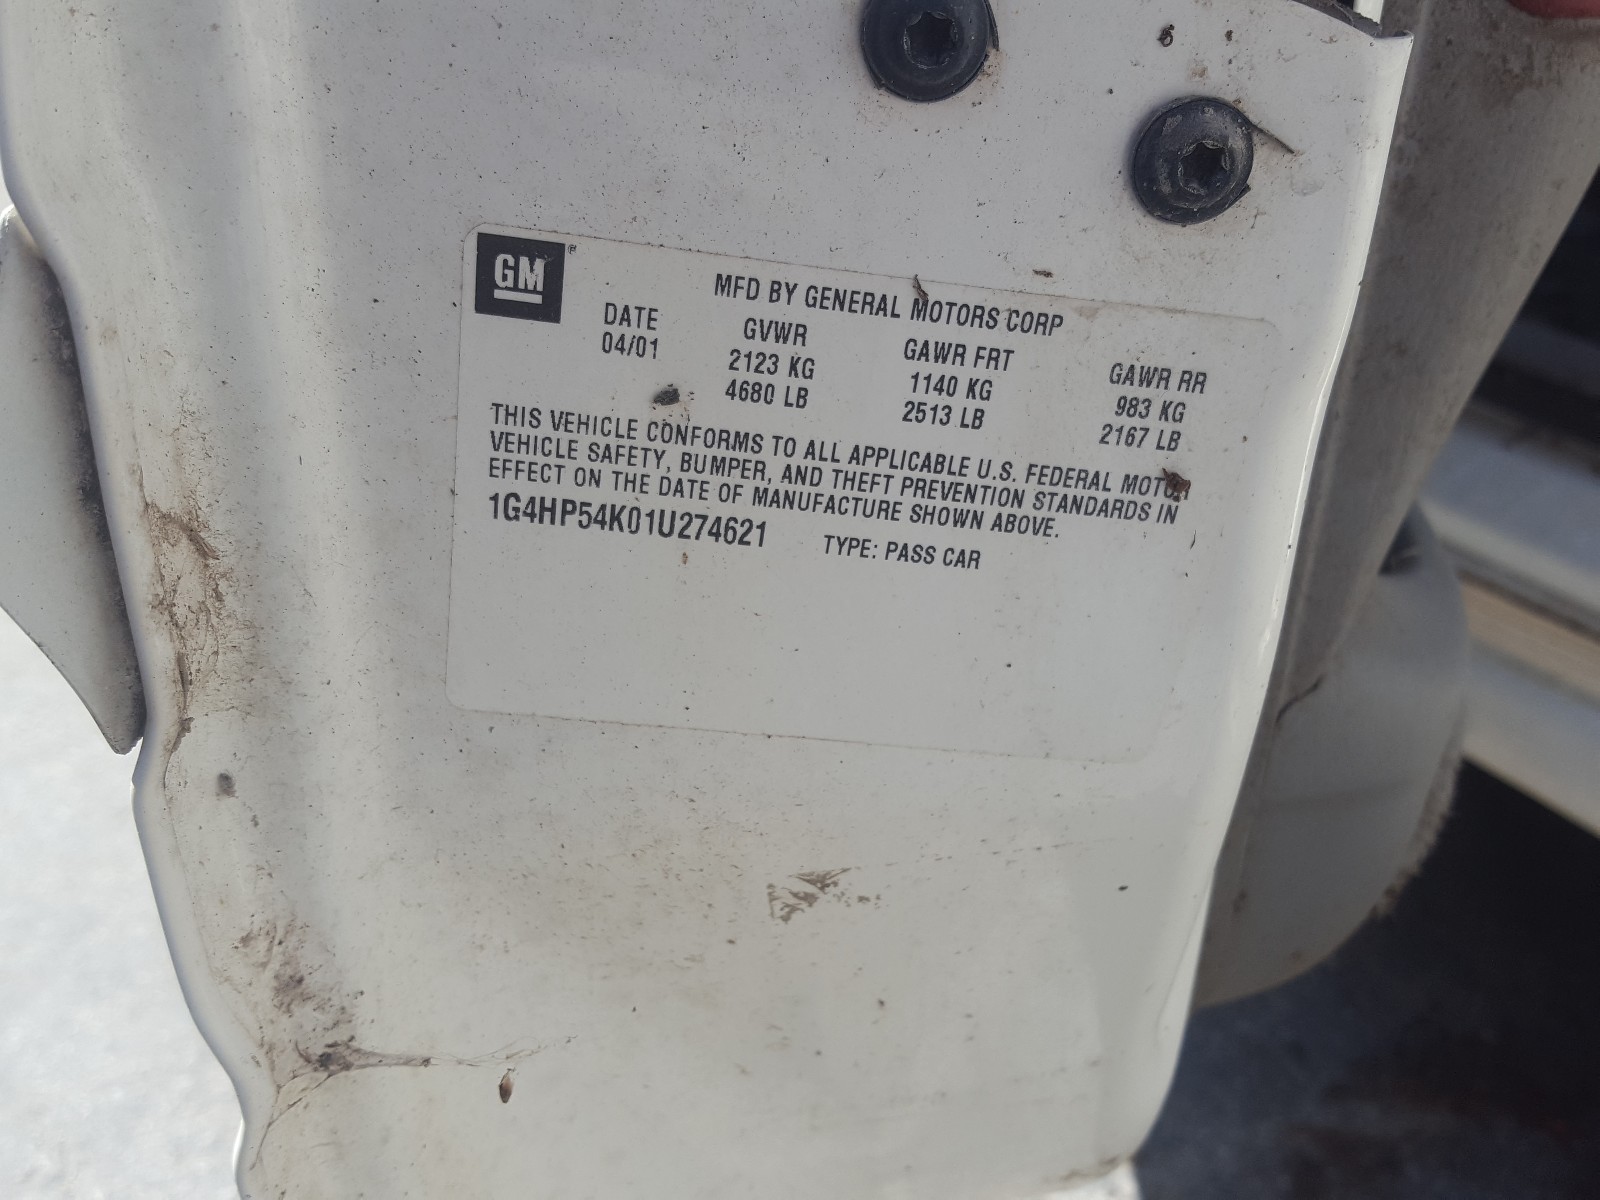 GM ®
MFD BY GENERAL MOTORS CORP
DATE GVWR GAWR FRT GAWR RR
04/01 2123 KG 1140 KG 983 KG
4680 LB 2513 LB 2167 LB
THIS VEHICLE CONFORMS TO ALL APPLICABLE U.S. FEDERAL MOTOR
VEHICLE SAFETY, BUMPER, AND THEFT PREVENTION STANDARDS IN
EFFECT ON THE DATE OF MANUFACTURE SHOWN ABOVE.
1G4HP54K01U274621 TYPE: PASS CAR